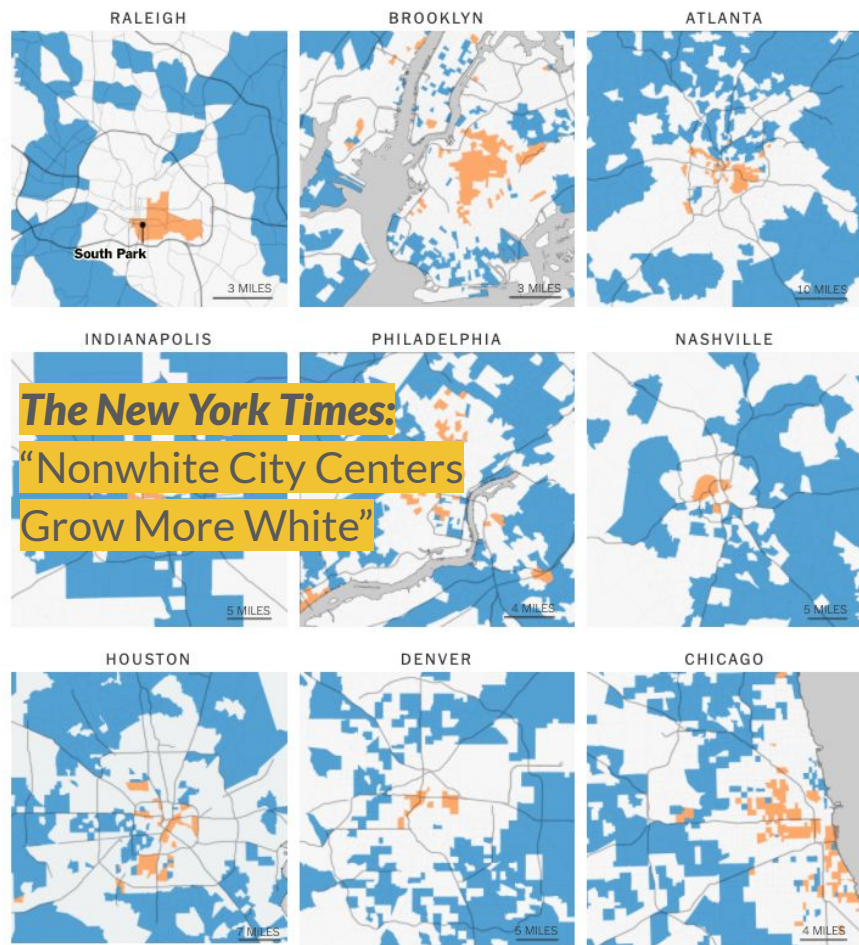 RALEIGH
BROOKLYN
ATLANTA
South Park
3 MILES
3 MILES
10 MILES
INDIANAPOLIS
PHILADELPHIA
NASHVILLE
The New York Times:
“Nonwhite City Centers
Grow More White”
5 MILES
4 MILES
5 MILES
HOUSTON
DENVER
CHICAGO
7 MILES
5 MILES
4 MILES